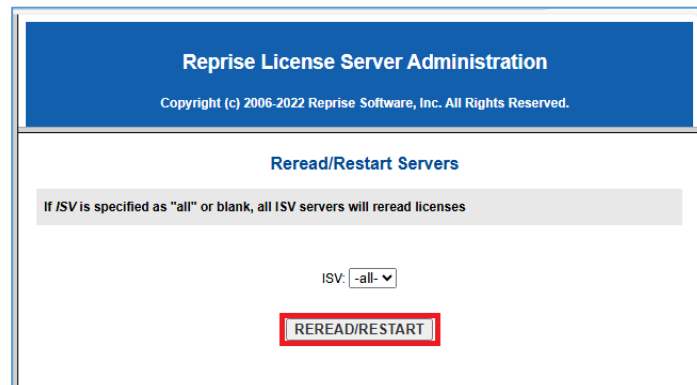 Reprise License Server Administration
Copyright (c) 2006-2022 Reprise Software, Inc. All Rights Reserved.
Reread/Restart Servers
If ISV is specified as "all" or blank, all ISV servers will reread licenses
ISV: -all-
REREAD/RESTART